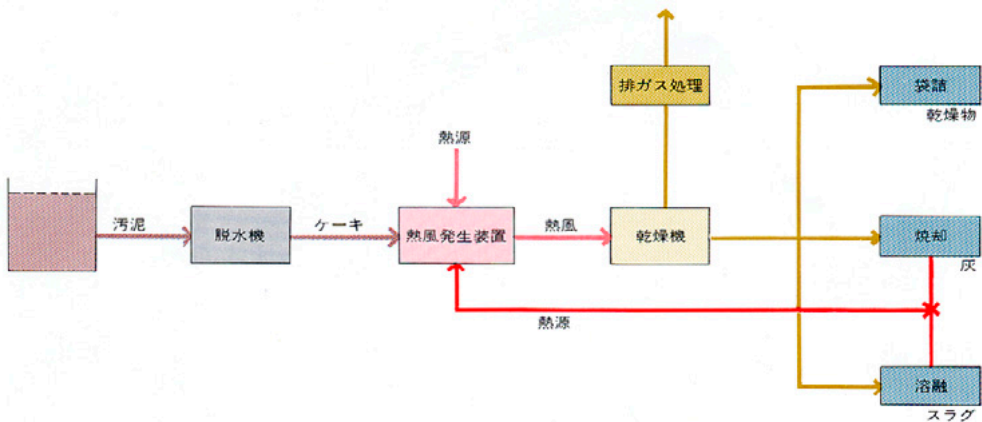 排ガス処理
袋詰
乾燥物
熱源
汚泥
脱水機
ケーキ
熱風発生装置
熱風
乾燥機
焼却
灰
熱源
溶融
スラグ